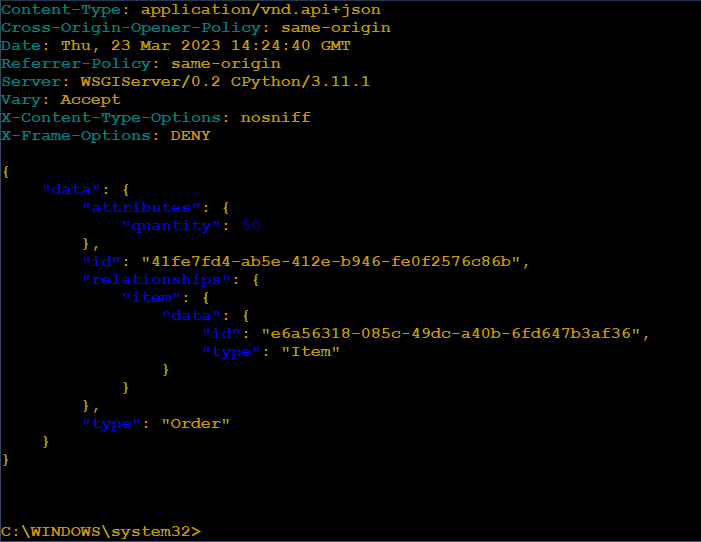 Content-Type: application/vnd.api+json
Cross-Origin-Opener-Policy: same-origin
Date: Thu, 23 Mar 2023 14:24:40 GMT
Referrer-Policy: same-origin
Server: WSGIServer/0.2 CPython/3.11.1
Vary: Accept
X-Content-Type-Options: nosniff
X-Frame-Options: DENY

{
    "data": {
        "attributes": {
            "quantity": 50
        },
        "id": "41fe7fd4-ab5e-412e-b946-fe0f2576c86b",
        "relationships": {
            "item": {
                "data": {
                    "id": "e6a56318-085c-49dc-a40b-6fd647b3af36",
                    "type": "Item"
                }
            }
        },
        "type": "Order"
    }
}

C:\WINDOWS\system32>